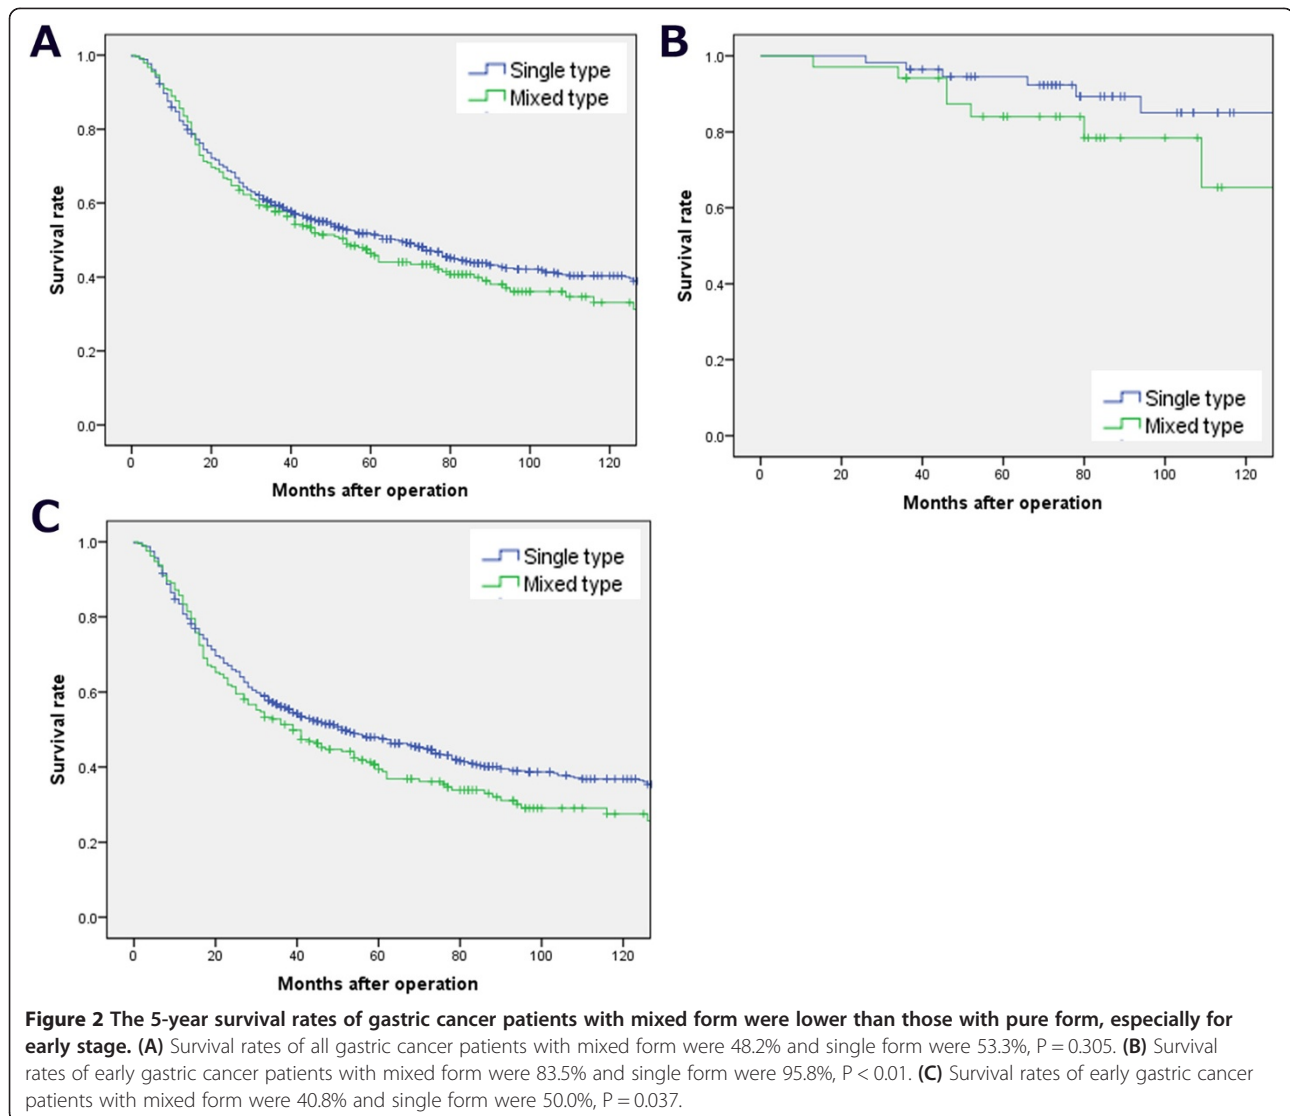 A
Single type
Mixed type
Survival rate
1.0
0.8
0.6
0.4
0.2
0.0
0 20 40 60 80 100 120
Months after operation
B
Survival rate
1.0
0.8
0.6
0.4
0.2
0.0
Single type
Mixed type
0 20 40 60 80 100 120
Months after operation
C
Single type
Mixed type
Survival rate
1.0
0.8
0.6
0.4
0.2
0.0
0 20 40 60 80 100 120
Months after operation
Figure 2 The 5-year survival rates of gastric cancer patients with mixed form were lower than those with pure form, especially for
early stage. (A) Survival rates of all gastric cancer patients with mixed form were 48.2% and single form were 53.3%, P = 0.305. (B) Survival
rates of early gastric cancer patients with mixed form were 83.5% and single form were 95.8%, P < 0.01. (C) Survival rates of early gastric cancer
patients with mixed form were 40.8% and single form were 50.0%, P = 0.037.